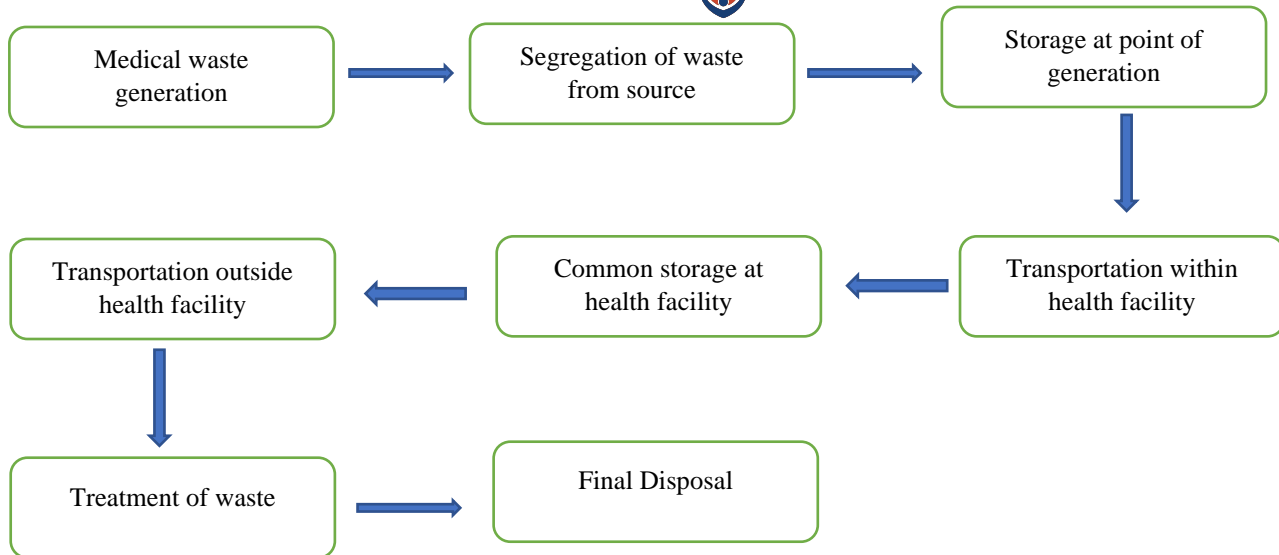 Medical waste
generation
Segregation of waste
from source
Storage at point of
generation
Transportation within
health facility
Common storage at
health facility
Transportation outside
health facility
Treatment of waste
Final Disposal